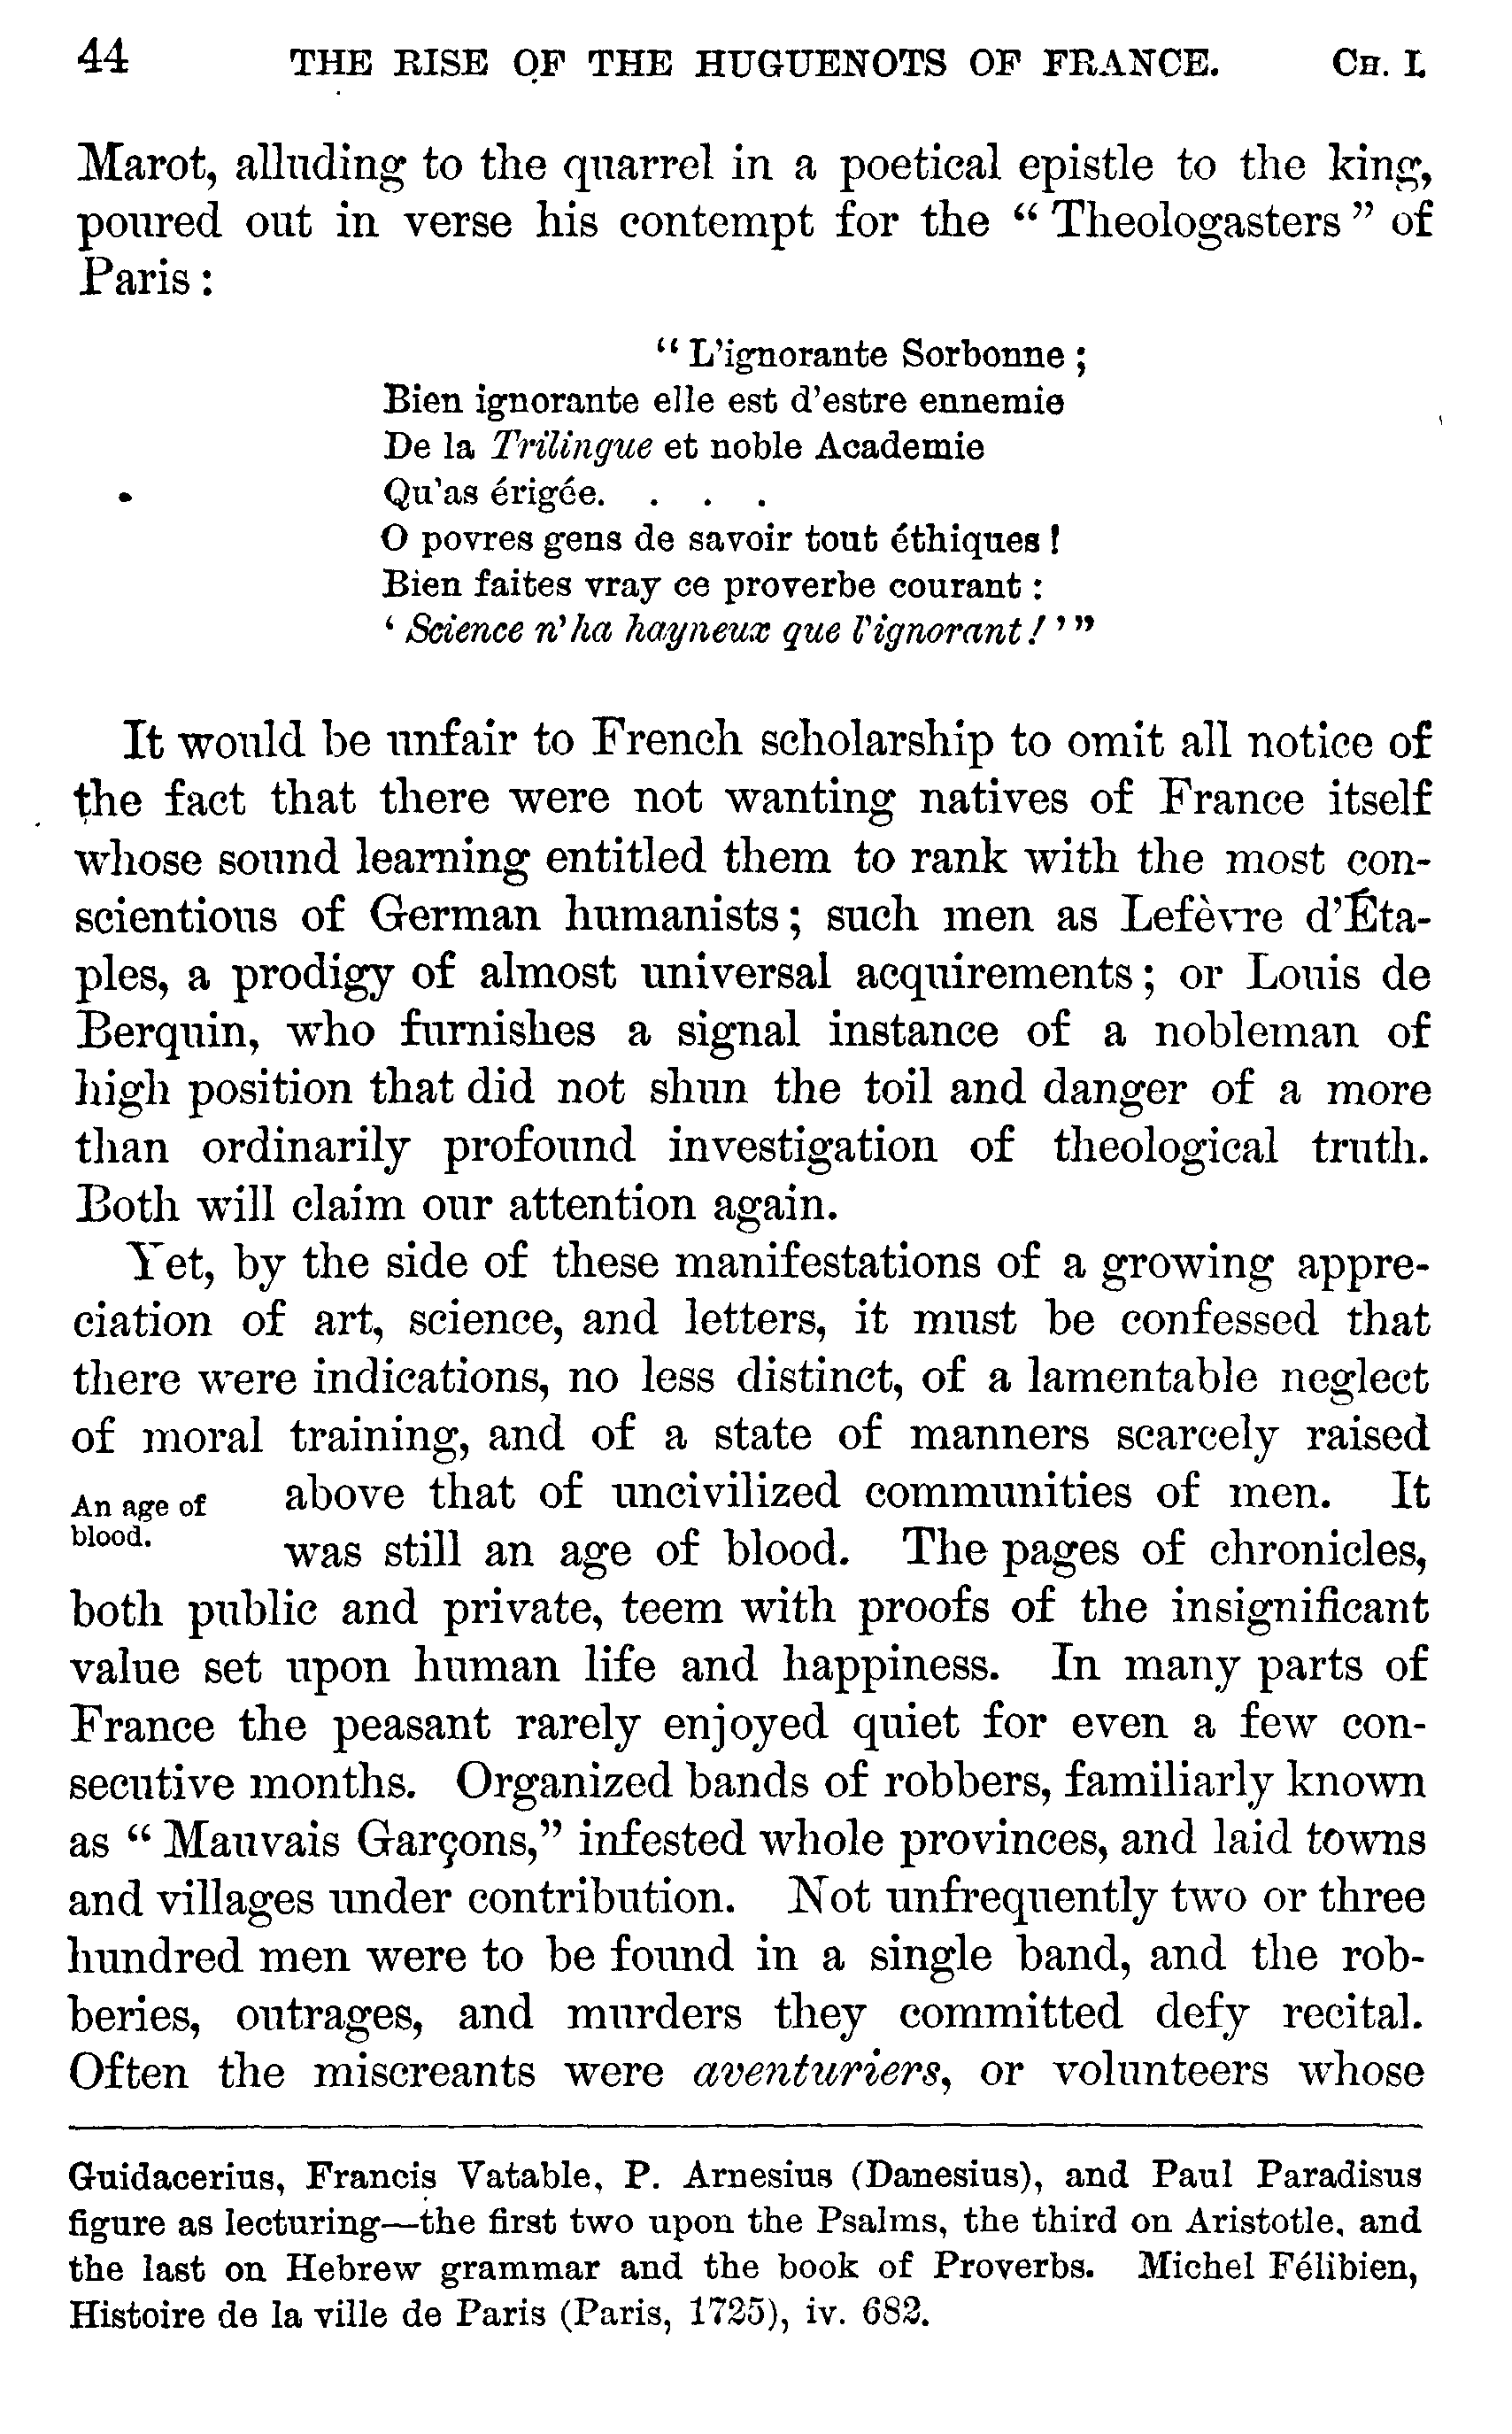 44 THE RISE OF THE HUGUENOTS OF FRANCE. CH. I.
Marot, alluding to the quarrel in a poetical epistle to the king,
poured out in verse his contempt for the “Theologasters” of
Paris:
“L'ignorante Sorbonne;
Bien ignorante elle est d'estre ennemie
De la Trilingue et noble Academie
Qu'as érigée. . . .
O povres gens de savoir tout éthiques!
Bien faites vray ce proverbe courant:
‘Science n'ha hayneux que l'ignorant!’”
It would be unfair to French scholarship to omit all notice of
the fact that there were not wanting natives of France itself
whose sound learning entitled them to rank with the most con-
scientious of German humanists; such men as Lefèvre d'Éta-
ples, a prodigy of almost universal acquirements; or Louis de
Berquin, who furnishes a signal instance of a nobleman of
high position that did not shun the toil and danger of a more
than ordinarily profound investigation of theological truth.
Both will claim our attention again.
Yet, by the side of these manifestations of a growing appre-
ciation of art, science, and letters, it must be confessed that
there were indications, no less distinct, of a lamentable neglect
of moral training, and of a state of manners scarcely raised
An age of
blood.
above that of uncivilized communities of men. It
was still an age of blood. The pages of chronicles,
both public and private, teem with proofs of the insignificant
value set upon human life and happiness. In many parts of
France the peasant rarely enjoyed quiet for even a few con-
secutive months. Organized bands of robbers, familiarly known
as “Mauvais Garçons,” infested whole provinces, and laid towns
and villages under contribution. Not unfrequently two or three
hundred men were to be found in a single band, and the rob-
beries, outrages, and murders they committed defy recital.
Often the miscreants were aventuriers, or volunteers whose
Guidacerius, Francis Vatable, P. Arnesius (Danesius), and Paul Paradisus
figure as lecturing—the first two upon the Psalms, the third on Aristotle, and
the last on Hebrew grammar and the book of Proverbs. Michel Félibien,
Histoire de la ville de Paris (Paris, 1725), iv. 682.